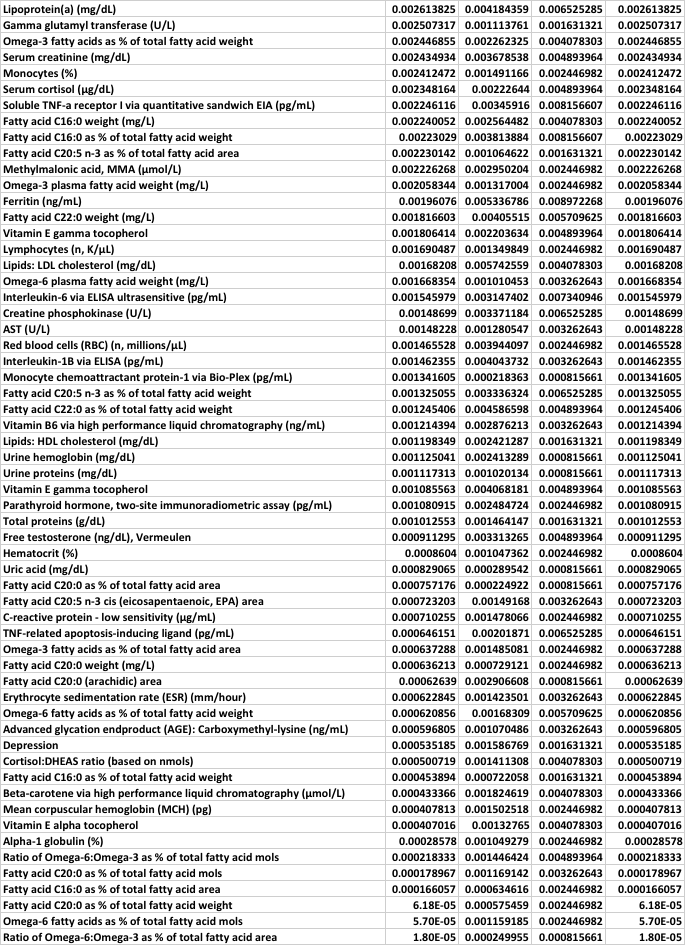 Lipoprotein(a) (mg/dL) 0.002613825 0.004184359 0.006525285 0.002613825
Gamma glutamyl transferase (U/L) 0.002507317 0.001113761 0.001631321 0.002507317
Omega-3 fatty acids as % of total fatty acid weight 0.002446855 0.002262325 0.004078303 0.002446855
Serum creatinine (mg/dL) 0.002434934 0.003678538 0.004893964 0.002434934
Monocytes (%) 0.002412472 0.001491166 0.002446982 0.002412472
Serum cortisol (μg/dL) 0.002348164 0.00222644 0.004893964 0.002348164
Soluble TNF-a receptor I via quantitative sandwich EIA (pg/mL) 0.002246116 0.00345916 0.008156607 0.002246116
Fatty acid C16:0 weight (mg/L) 0.002240052 0.002564482 0.004078303 0.002240052
Fatty acid C16:0 as % of total fatty acid weight 0.00223029 0.003813884 0.008156607 0.00223029
Fatty acid C20:5 n-3 as % of total fatty acid area 0.002230142 0.001064622 0.001631321 0.002230142
Methylmalonic acid, MMA (μmol/L) 0.002226268 0.002950204 0.002446982 0.002226268
Omega-3 plasma fatty acid weight (mg/L) 0.002058344 0.001317004 0.002446982 0.002058344
Ferritin (ng/mL) 0.00196076 0.005336786 0.008972268 0.00196076
Fatty acid C22:0 weight (mg/L) 0.001816603 0.00405515 0.005709625 0.001816603
Vitamin E gamma tocopherol 0.001806414 0.002203634 0.004893964 0.001806414
Lymphocytes (n, K/μL) 0.001690487 0.001349849 0.002446982 0.001690487
Lipids: LDL cholesterol (mg/dL) 0.00168208 0.005742559 0.004078303 0.00168208
Omega-6 plasma fatty acid weight (mg/L) 0.001668354 0.001010453 0.003262643 0.001668354
Interleukin-6 via ELISA ultrasensitive (pg/mL) 0.001545979 0.003147402 0.007340946 0.001545979
Creatine phosphokinase (U/L) 0.00148699 0.003371184 0.006525285 0.00148699
AST (U/L) 0.00148228 0.001280547 0.003262643 0.00148228
Red blood cells (RBC) (n, millions/μL) 0.001465528 0.003944097 0.002446982 0.001465528
Interleukin-1B via ELISA (pg/mL) 0.001462355 0.004043732 0.003262643 0.001462355
Monocyte chemoattractant protein-1 via Bio-Plex (pg/mL) 0.001341605 0.000218363 0.000815661 0.001341605
Fatty acid C20:5 n-3 as % of total fatty acid weight 0.001325055 0.003336324 0.006525285 0.001325055
Fatty acid C22:0 as % of total fatty acid weight 0.001245406 0.004586598 0.004893964 0.001245406
Vitamin B6 via high performance liquid chromatography (ng/mL) 0.001214394 0.002876213 0.003262643 0.001214394
Lipids: HDL cholesterol (mg/dL) 0.001198349 0.002421287 0.001631321 0.001198349
Urine hemoglobin (mg/dL) 0.001125041 0.002413289 0.000815661 0.001125041
Urine proteins (mg/dL) 0.001117313 0.001020134 0.000815661 0.001117313
Vitamin E gamma tocopherol 0.001085563 0.004068181 0.004893964 0.001085563
Parathyroid hormone, two-site immunoradiometric assay (pg/mL) 0.001080915 0.002484724 0.002446982 0.001080915
Total proteins (g/dL) 0.001012553 0.001464147 0.001631321 0.001012553
Free testosterone (ng/dL), Vermeulen 0.000911295 0.003313265 0.004893964 0.000911295
Hematocrit (%) 0.0008604 0.001047362 0.002446982 0.0008604
Uric acid (mg/dL) 0.000829065 0.000289542 0.000815661 0.000829065
Fatty acid C20:0 as % of total fatty acid area 0.000757176 0.000224922 0.000815661 0.000757176
Fatty acid C20:5 n-3 cis (eicosapentaenoic, EPA) area 0.000723203 0.00149168 0.003262643 0.000723203
C-reactive protein - low sensitivity (μg/mL) 0.000710255 0.001478066 0.002446982 0.000710255
TNF-related apoptosis-inducing ligand (pg/mL) 0.000646151 0.00201871 0.006525285 0.000646151
Omega-3 fatty acids as % of total fatty acid area 0.000637288 0.001485081 0.002446982 0.000637288
Fatty acid C20:0 weight (mg/L) 0.000636213 0.000729121 0.002446982 0.000636213
Fatty acid C20:0 (arachidic) area 0.00062639 0.002906608 0.000815661 0.00062639
Erythrocyte sedimentation rate (ESR) (mm/hour) 0.000622845 0.001423501 0.003262643 0.000622845
Omega-6 fatty acids as % of total fatty acid weight 0.000620856 0.00168309 0.005709625 0.000620856
Advanced glycation endproduct (AGE): Carboxymethyl-lysine (ng/mL) 0.000596805 0.001070486 0.003262643 0.000596805
Depression 0.000535185 0.001586769 0.001631321 0.000535185
Cortisol:DHEAS ratio (based on nmols) 0.000500719 0.001411308 0.004078303 0.000500719
Fatty acid C16:0 as % of total fatty acid weight 0.000453894 0.000722058 0.001631321 0.000453894
Beta-carotene via high performance liquid chromatography (μmol/L) 0.000433366 0.001824619 0.004078303 0.000433366
Mean corpuscular hemoglobin (MCH) (pg) 0.000407813 0.001502518 0.002446982 0.000407813
Vitamin E alpha tocopherol 0.000407016 0.00132765 0.004078303 0.000407016
Alpha-1 globulin (%) 0.00028578 0.001049279 0.002446982 0.00028578
Ratio of Omega-6:Omega-3 as % of total fatty acid mols 0.000218333 0.001446424 0.004893964 0.000218333
Fatty acid C20:0 as % of total fatty acid mols 0.000178967 0.001169142 0.003262643 0.000178967
Fatty acid C16:0 as % of total fatty acid area 0.000166057 0.000634616 0.002446982 0.000166057
Fatty acid C20:0 as % of total fatty acid weight 6.18E-05 0.000575459 0.002446982 6.18E-05
Omega-6 fatty acids as % of total fatty acid mols 5.70E-05 0.001159185 0.002446982 5.70E-05
Ratio of Omega-6:Omega-3 as % of total fatty acid area 1.80E-05 0.000249955 0.000815661 1.80E-05